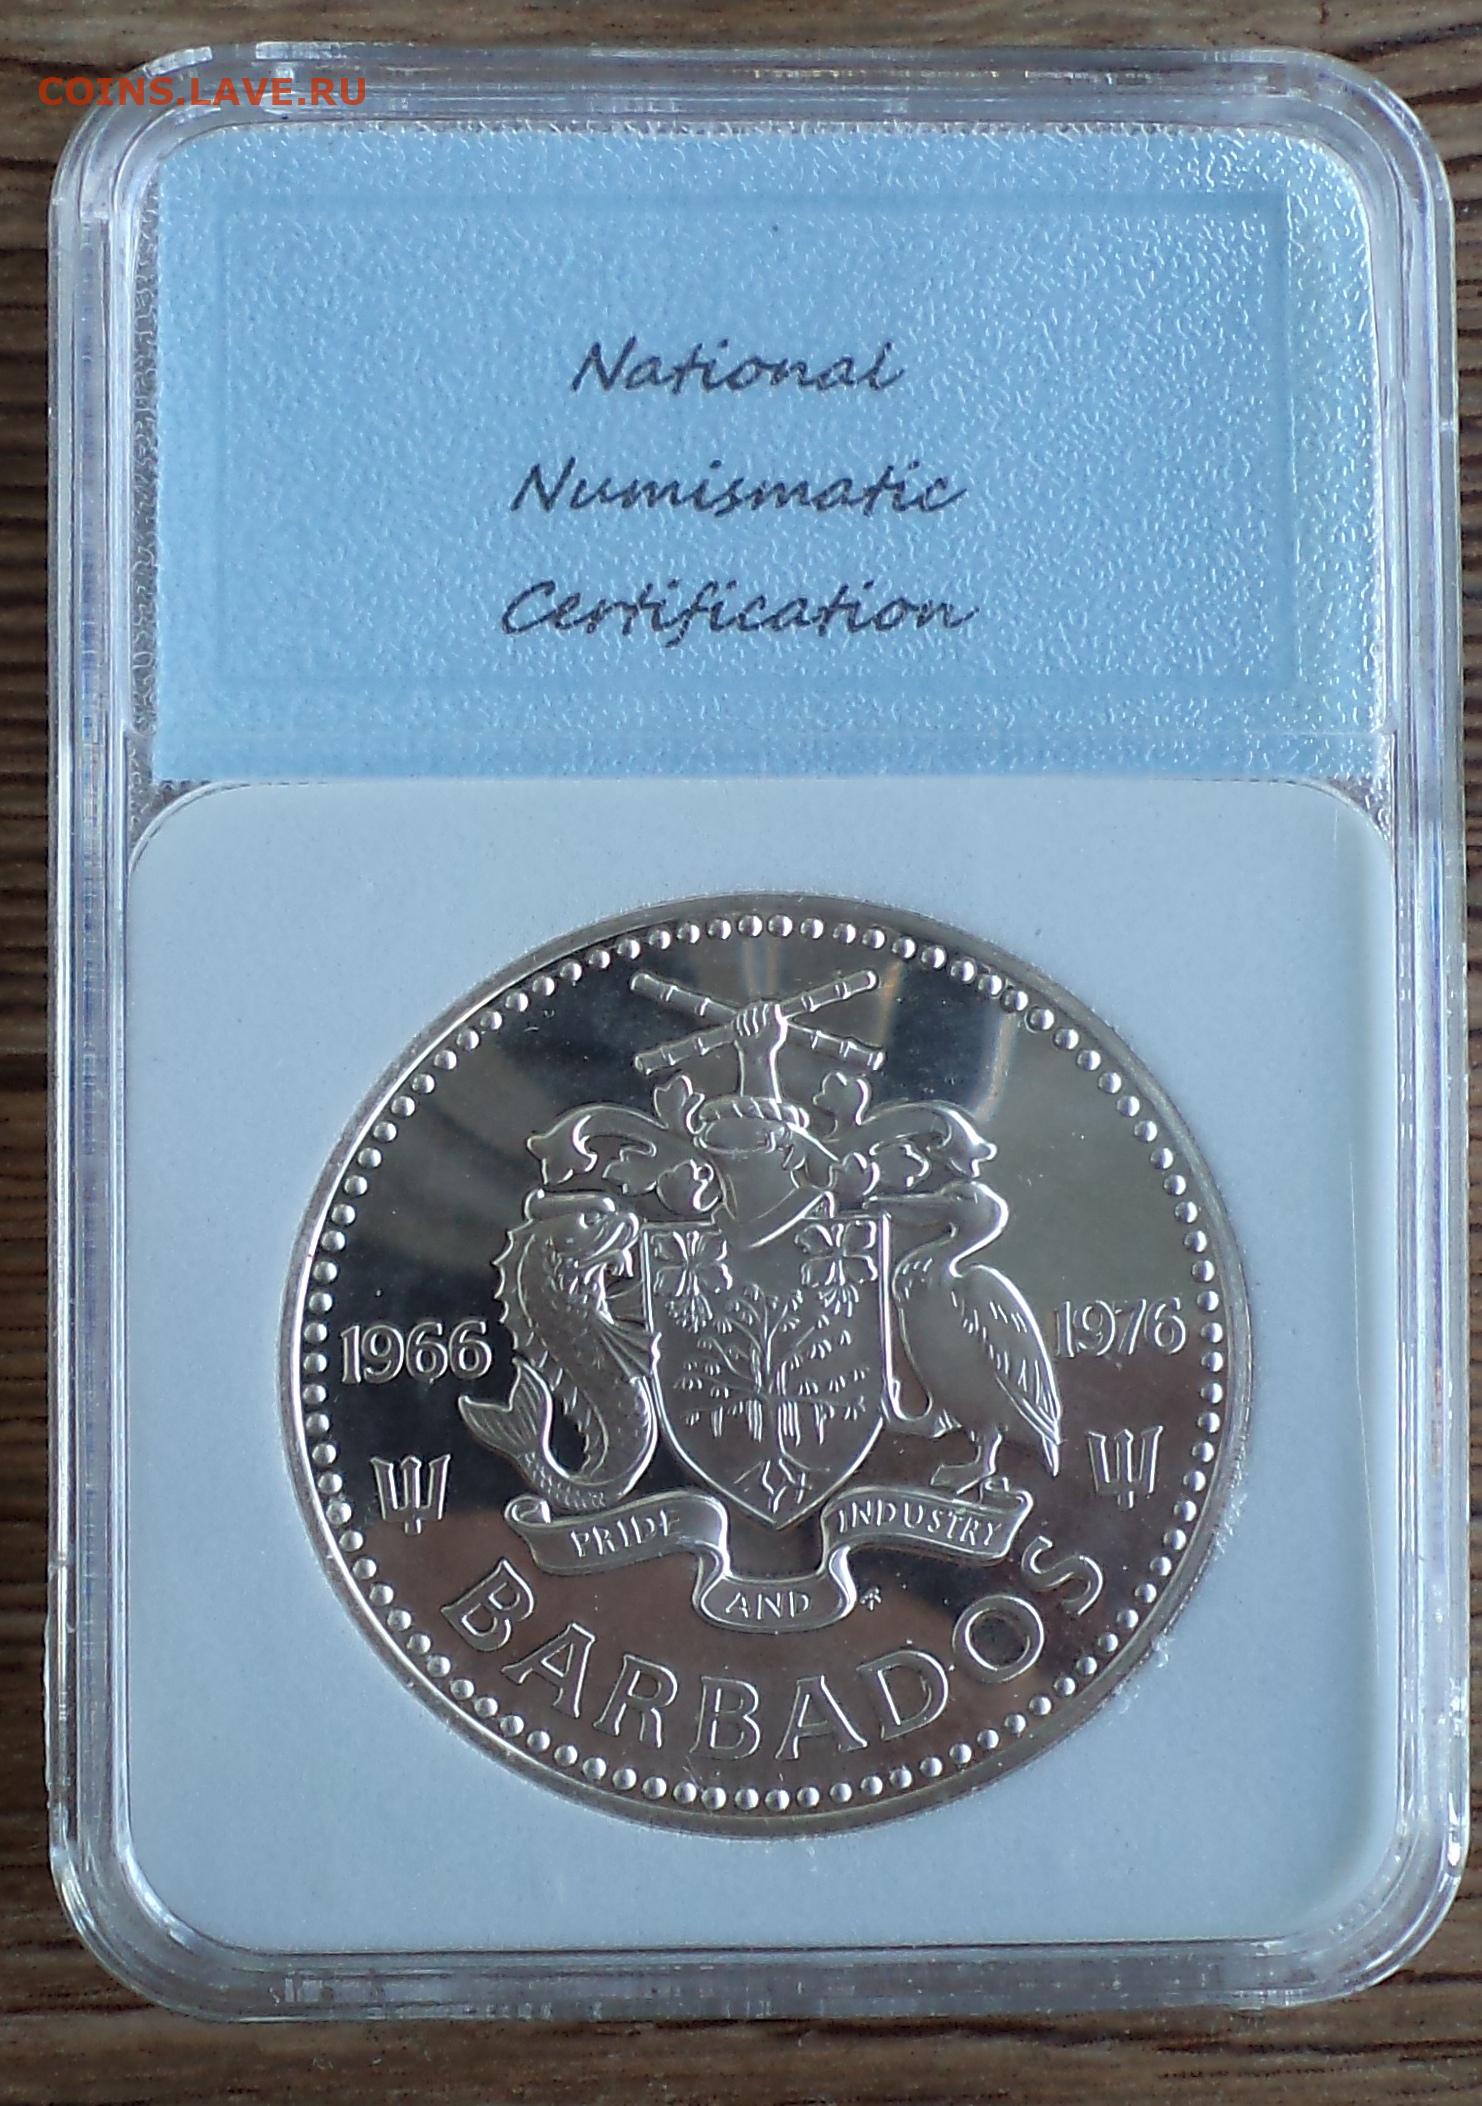 COINS.LAVE.RU
National
Numismatic
Certification
1966
1976
PRIDE AND INDUSTRY
BARBADOS